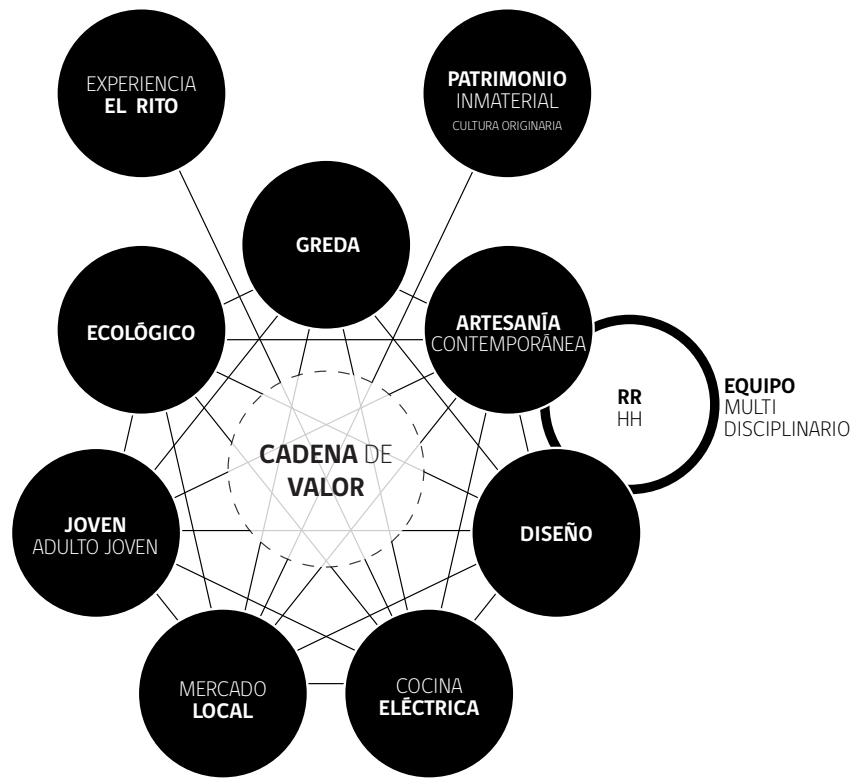 EXPERIENCIA
EL RITO
PATRIMONIO
INMATERIAL
CULTURA ORIGINARIA
GREDA
ECOLÓGICO
ARTESANÍA
CONTEMPORÁNEA
RR
HH
EQUIPO
MULTI
DISCIPLINARIO
CADENA DE
VALOR
JOVEN
ADULTO JOVEN
DISEÑO
MERCADO
LOCAL
COCINA
ELÉCTRICA